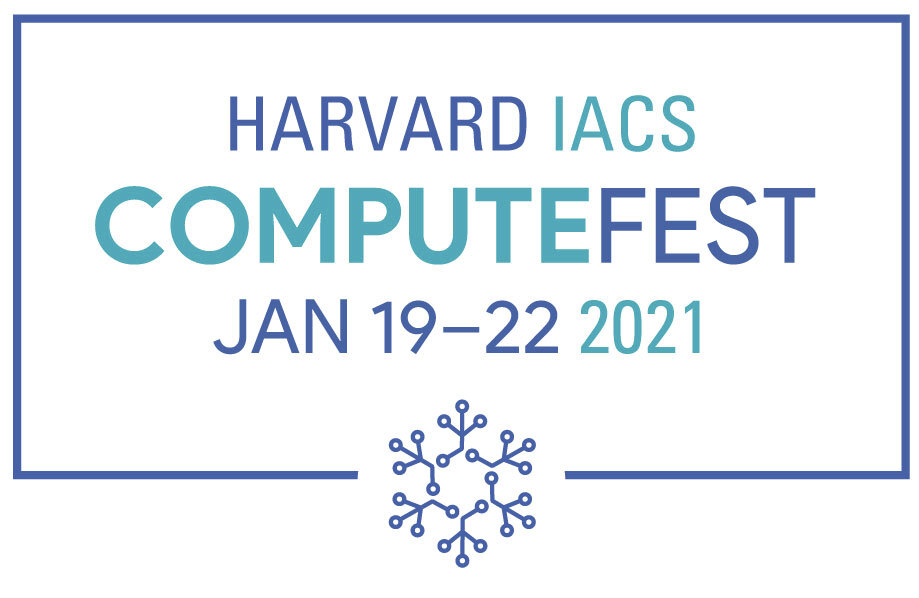 HARVARD IACS
COMPUTEFEST
JAN 19–22 2021